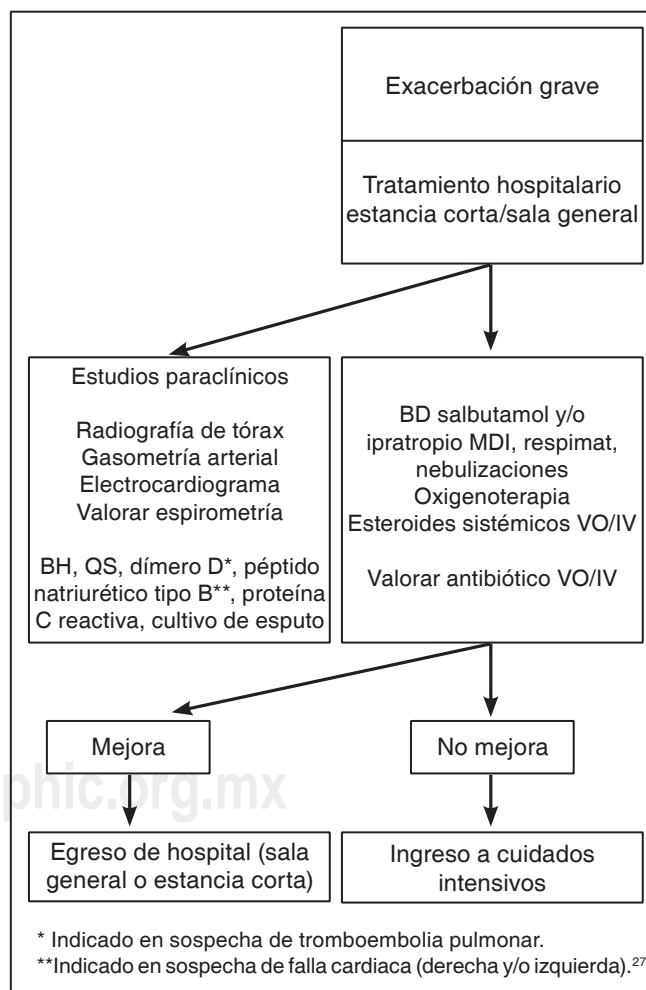 Exacerbación grave
Tratamiento hospitalario
estancia corta/sala general
Estudios paraclínicos
Radiografía de tórax
Gasometría arterial
Electrocardiograma
Valorar espirometría
BH, QS, dímero D*, péptido
natriurético tipo B**, proteína
C reactiva, cultivo de esputo
BD salbutamol y/o
ipratropio MDI, respimat,
nebulizaciones
Oxigenoterapia
Esteroides sistémicos VO/IV
Valorar antibiótico VO/IV
Mejora
No mejora
phic.org.mx
Egreso de hospital (sala
general o estancia corta)
Ingreso a cuidados
intensivos
* Indicado en sospecha de tromboembolia pulmonar.
**Indicado en sospecha de falla cardiaca (derecha y/o izquierda).27